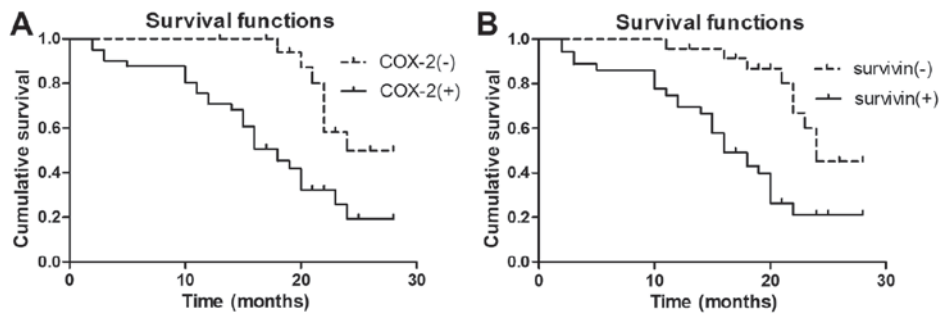 A
Survival functions
Cumulative survival
1.0
0.8
0.6
0.4
0.2
0.0
COX-2(-)
COX-2(+)
0 10 20 30
Time (months)
B
Survival functions
Cumulative survival
1.0
0.8
0.6
0.4
0.2
0.0
survivin(-)
survivin(+)
0 10 20 30
Time (months)